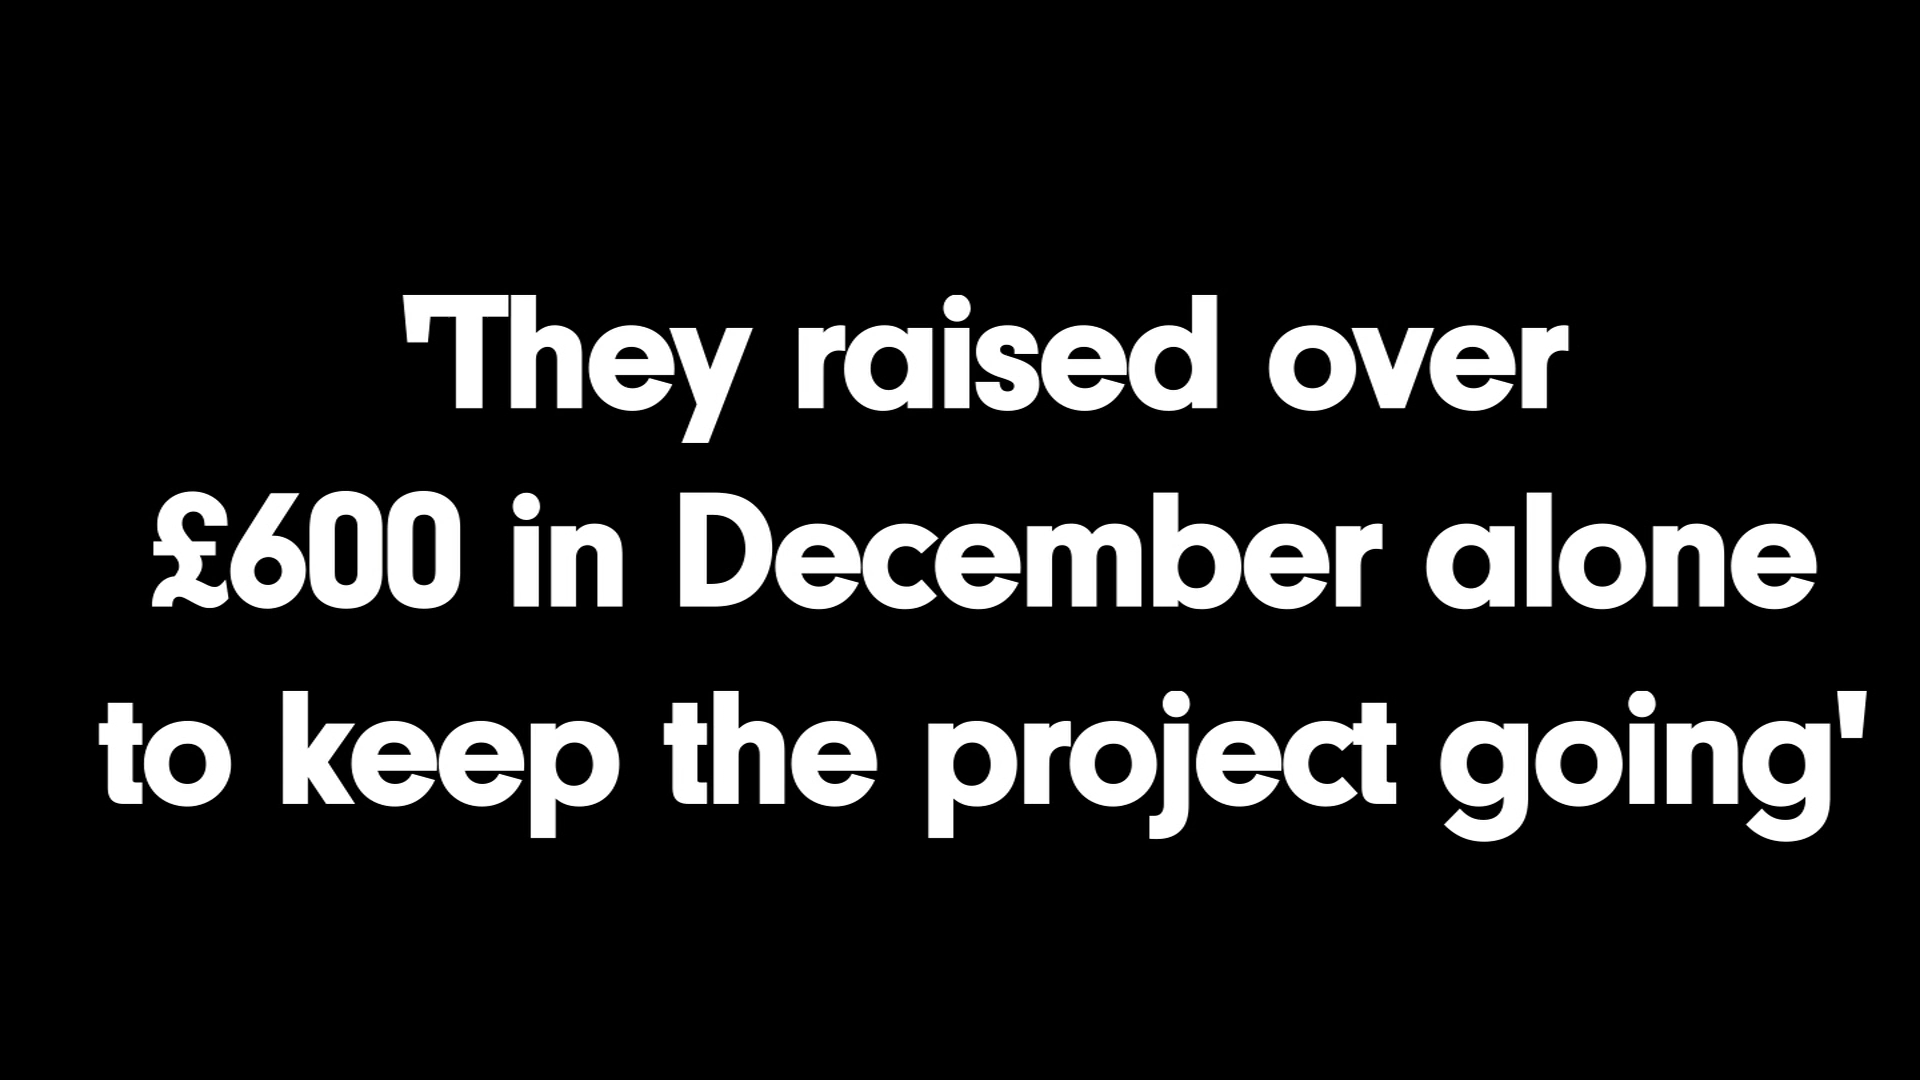 'They raised over
£600 in December alone
to keep the project going'